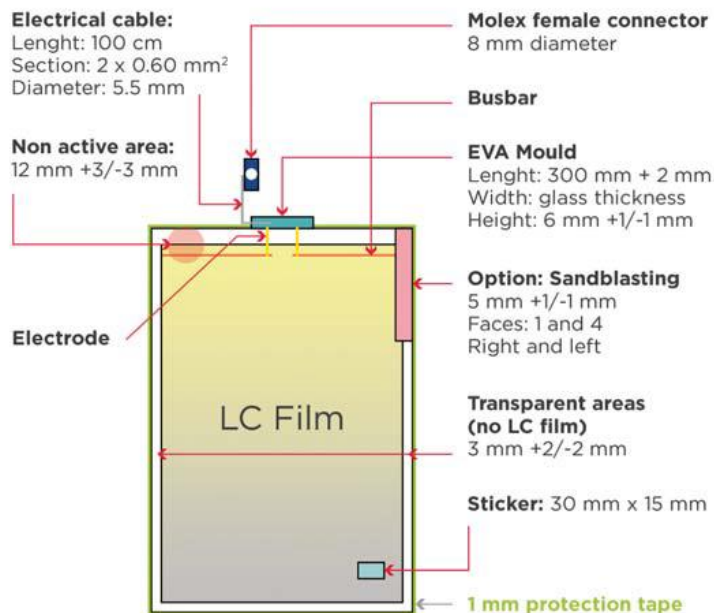 Electrical cable:
Lenght: 100 cm
Section: 2 x 0.60 mm²
Diameter: 5.5 mm
Non active area:
12 mm +3/-3 mm
Electrode
Molex female connector
8 mm diameter
Busbar
EVA Mould
Lenght: 300 mm + 2 mm
Width: glass thickness
Height: 6 mm +1/-1 mm
Option: Sandblasting
5 mm +1/-1 mm
Faces: 1 and 4
Right and left
LC Film
Transparent areas
(no LC film)
3 mm +2/-2 mm
Sticker: 30 mm x 15 mm
1 mm protection tape